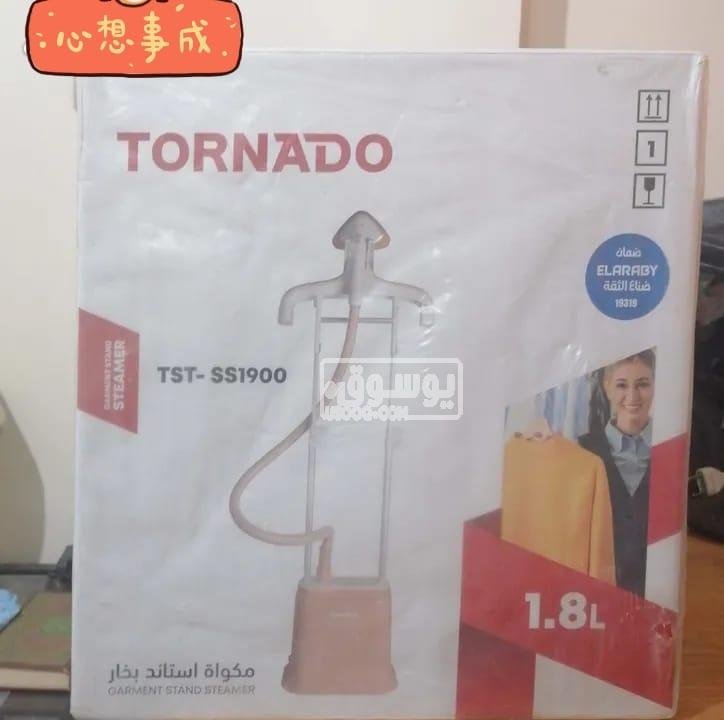 心想事成
TORNADO
1
ضمان
ELARABY
صناع الثقة
19319
GARMENT STAND
STEAMER
TST- SS1900
يوسوق
1.8L
مكواة استاند بخار
GARMENT STAND STEAMER